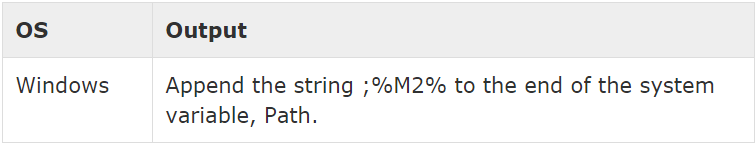 OS Output
Windows Append the string ;%M2% to the end of the system
variable, Path.